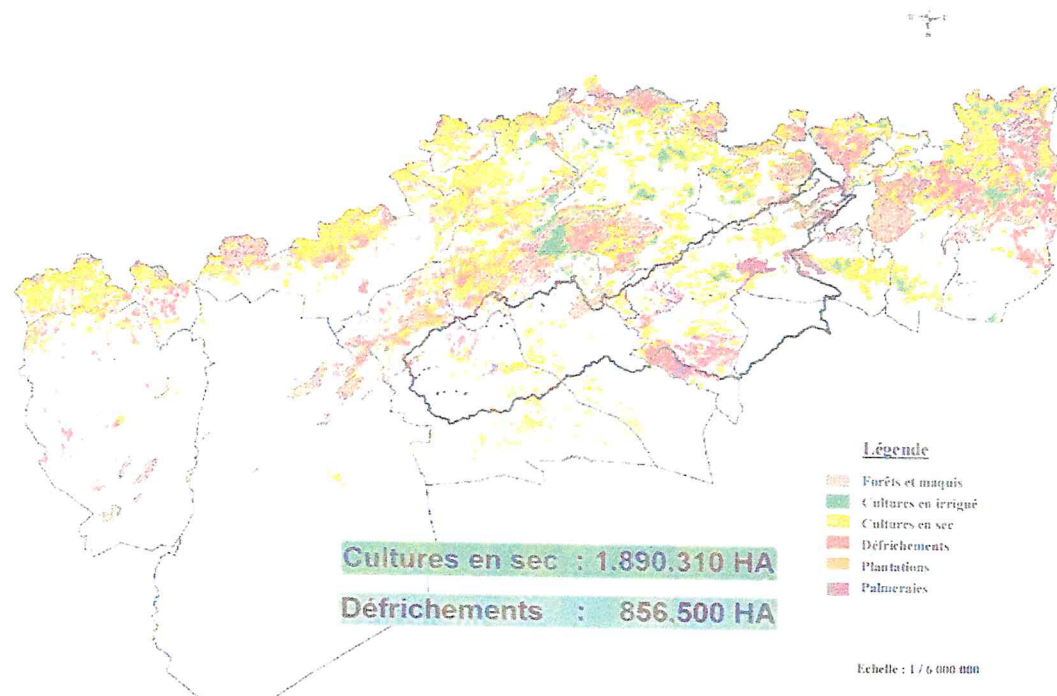 Légende
Forêts et maquis
Cultures en irrigué
Cultures en sec
Défrichements
Plantations
Palmeraies
Cultures en sec : 1.890.310 HA
Défrichements : 856.500 HA
Echelle : 1 / 6 000 000